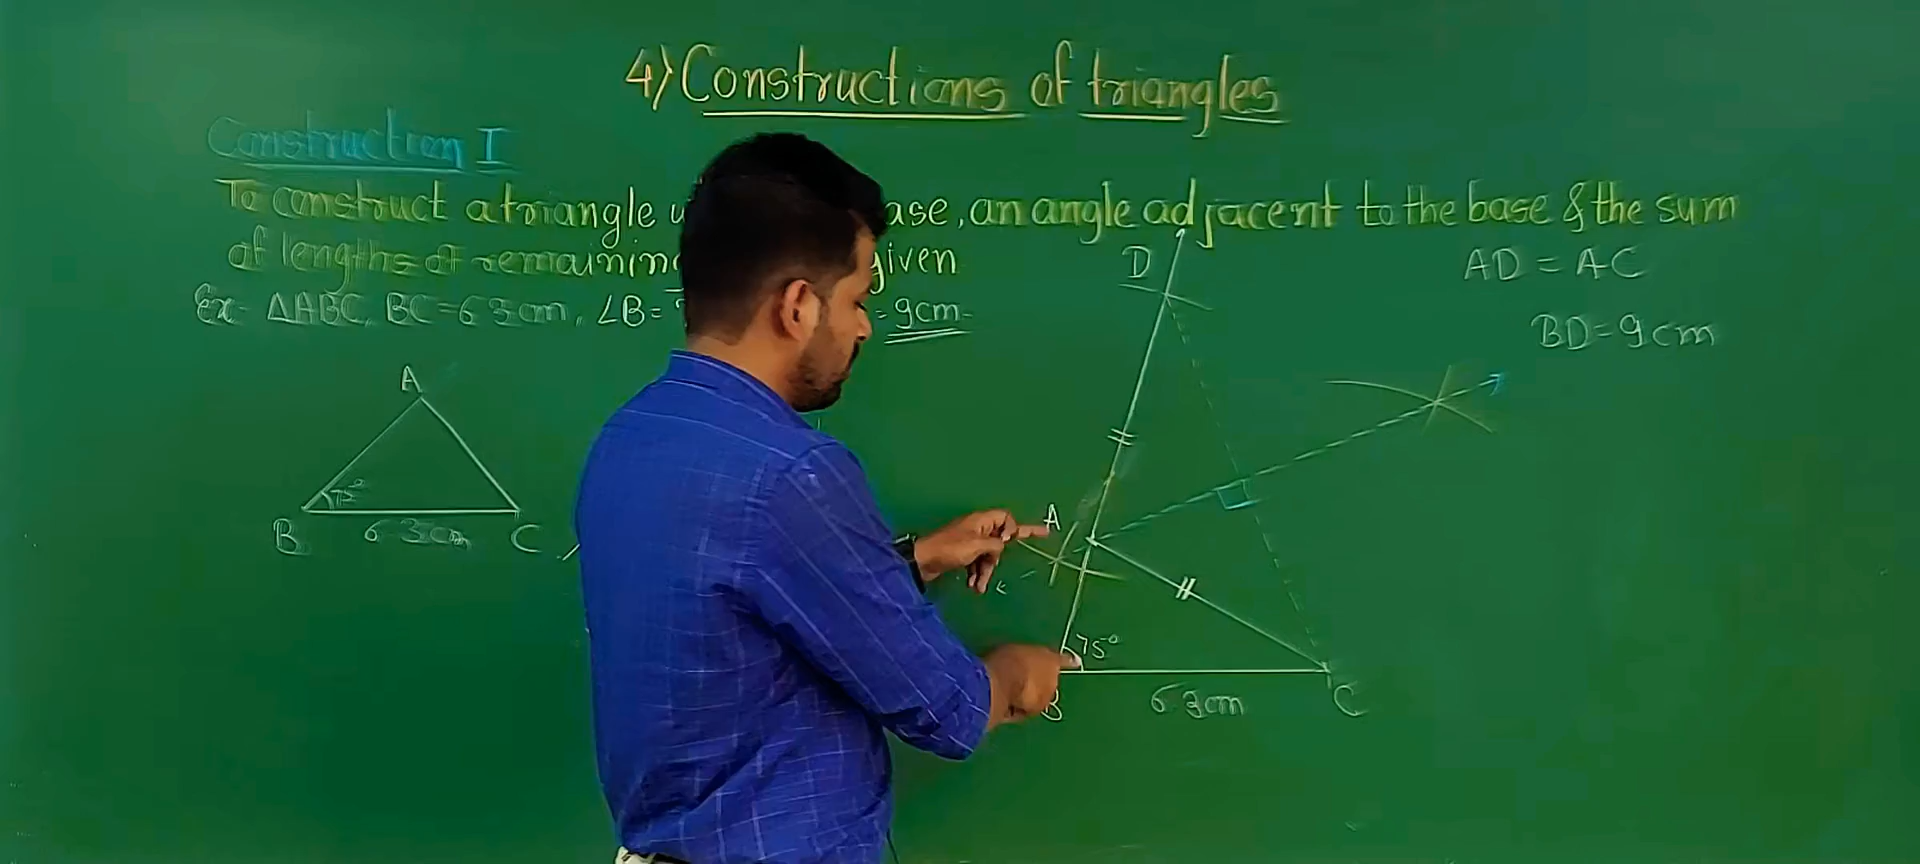 4) Constructions of triangles
Construction I
To construct a triangle ase, an angle adjacent to the base & the sum
of lengths of remaining given
Ex- ΔABC, BC=6.3cm, ∠B= =9cm-
AD = AC
BD=9cm
D
A
A
75°
B
6.3cm
C
75°
B
6.3cm
C